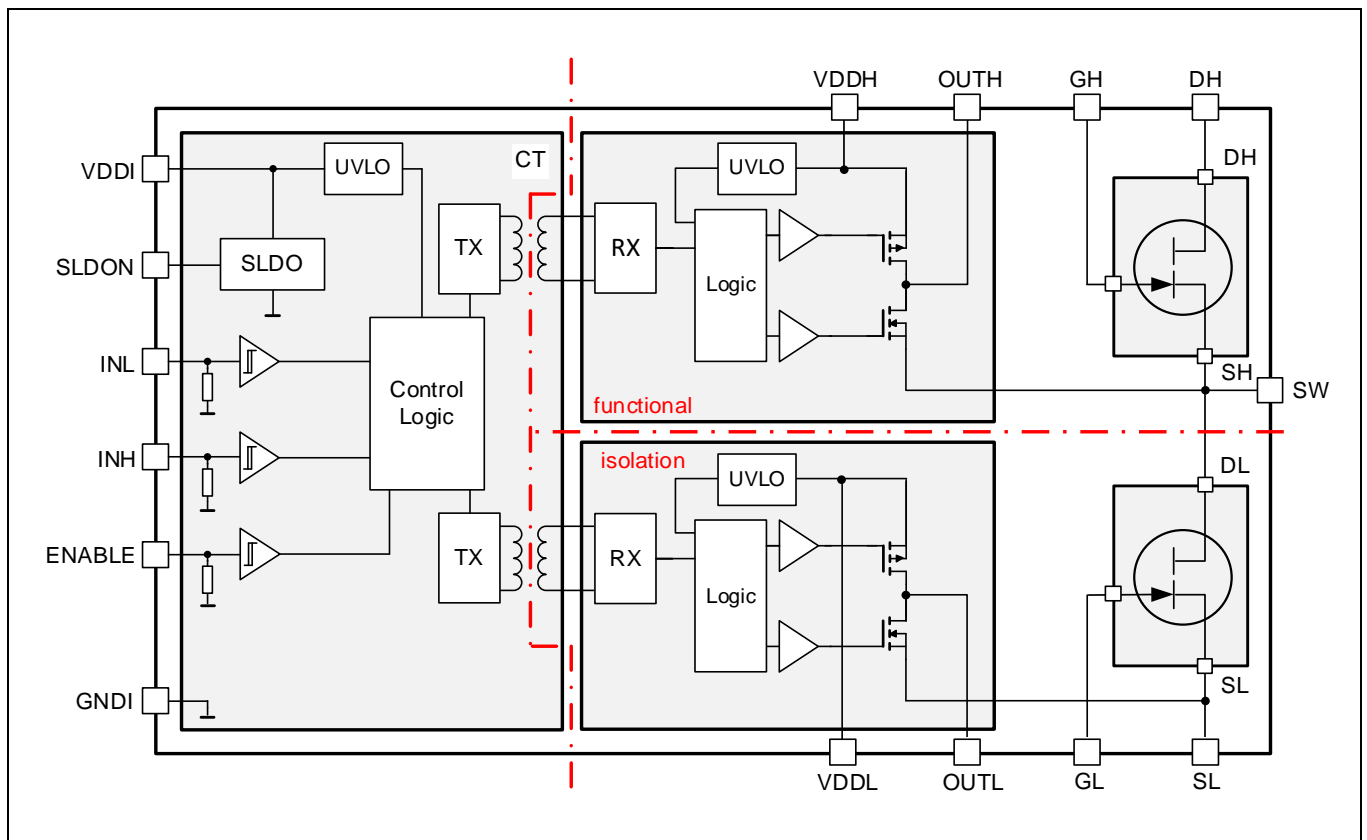 VDDH
OUTH
GH
DH
VDDI
UVLO
CT
UVLO
DH
TX
RX
Logic
SLDON
SLDO
INL
Control
Logic
SH
SW
functional
INH
isolation
UVLO
DL
ENABLE
TX
RX
Logic
GNDI
SL
VDDL
OUTL
GL
SL